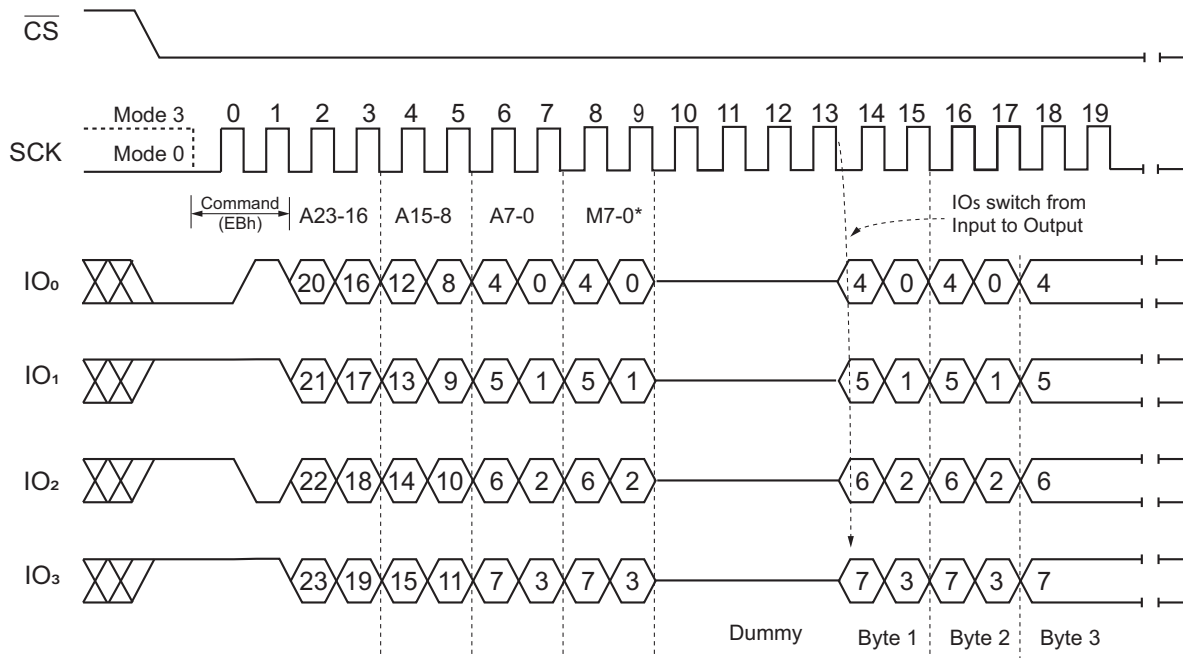 CS
Mode 3
0 1 2 3 4 5 6 7 8 9 10 11 12 13 14 15 16 17 18 19
SCK
Mode 0
Command
(EBh)
A23-16 A15-8 A7-0 M7-0*
IOs switch from
Input to Output
IO₀ 20 16 12 8 4 0 4 0 4 0 4 0 4
IO₁ 21 17 13 9 5 1 5 1 5 1 5 1 5
IO₂ 22 18 14 10 6 2 6 2 6 2 6 2 6
IO₃ 23 19 15 11 7 3 7 3 7 3 7 3 7
Dummy Byte 1 Byte 2 Byte 3